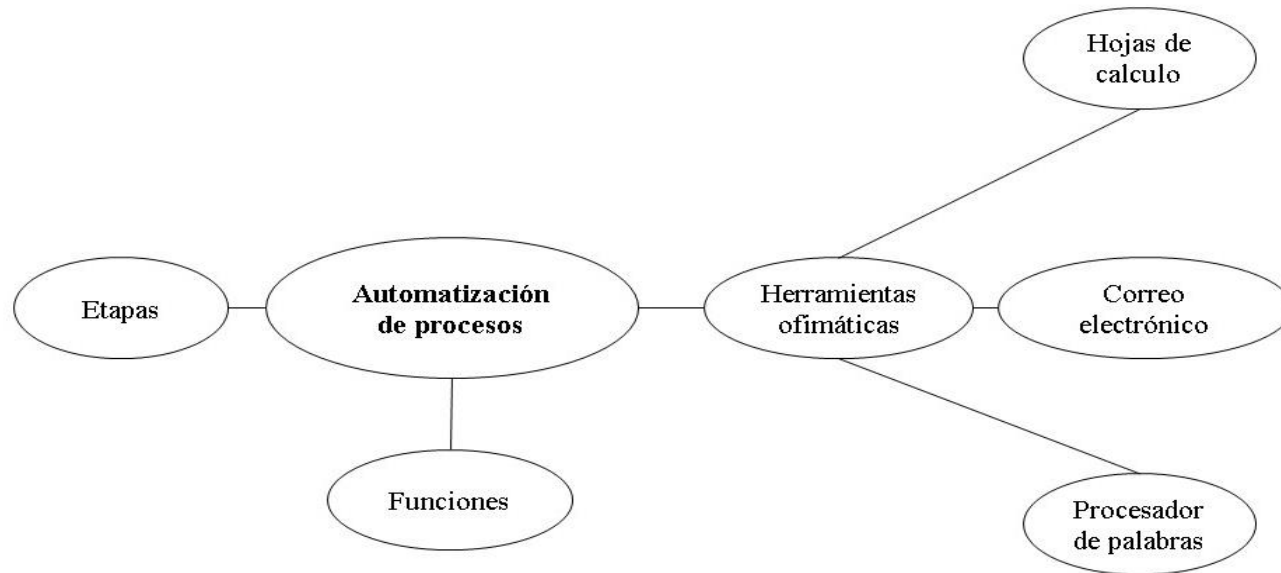 Hojas de
calculo
Etapas
Automatización
de procesos
Herramientas
ofimáticas
Correo
electrónico
Funciones
Procesador
de palabras